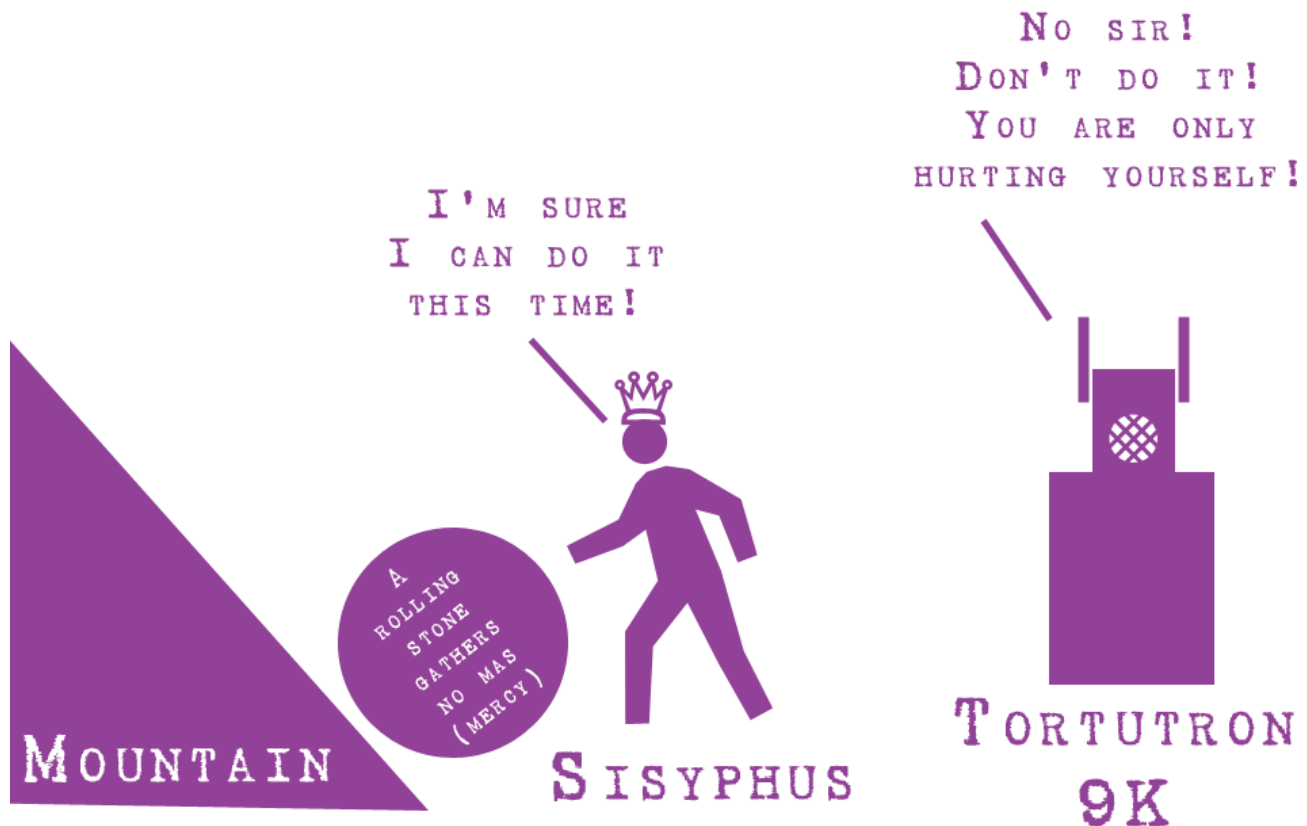 No sir!
Don't do it!
You are only
hurting yourself!
I'm sure
I can do it
this time!
A
rolling
stone
gathers
no mas
(mercy)
Mountain
Sisyphus
Tortutron
9K